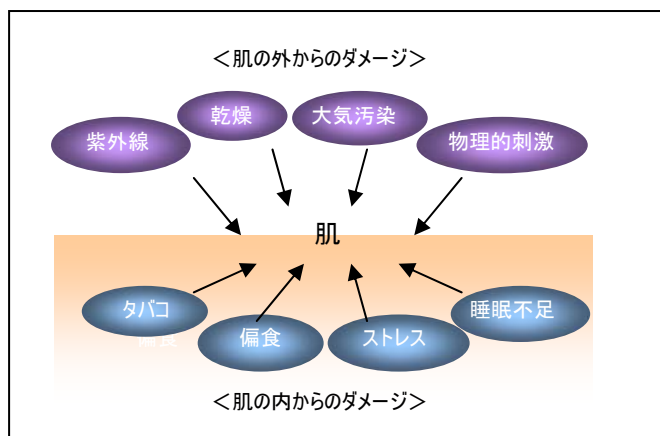 ＜肌の外からのダメージ＞
紫外線
乾燥
大気汚染
物理的刺激
肌
タバコ
偏食
偏食
ストレス
睡眠不足
＜肌の内からのダメージ＞